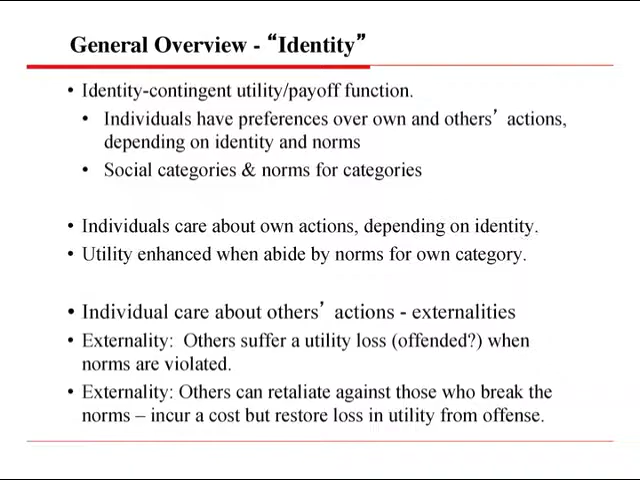 General Overview - “Identity”
• Identity-contingent utility/payoff function.
• Individuals have preferences over own and others’ actions,
depending on identity and norms
• Social categories & norms for categories
• Individuals care about own actions, depending on identity.
• Utility enhanced when abide by norms for own category.
• Individual care about others’ actions - externalities
• Externality: Others suffer a utility loss (offended?) when
norms are violated.
• Externality: Others can retaliate against those who break the
norms – incur a cost but restore loss in utility from offense.